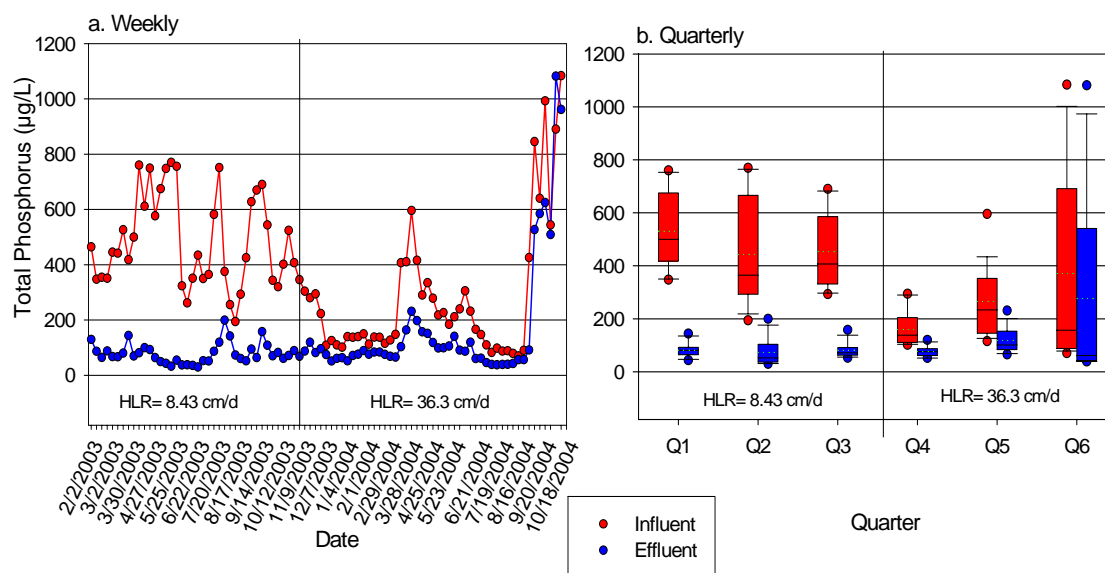 a. Weekly
1200
1000
800
600
400
200
0
Total Phosphorus (µg/L)
HLR= 8.43 cm/d
HLR= 36.3 cm/d
2/2/2003
3/2/2003
3/30/2003
4/27/2003
5/25/2003
6/22/2003
7/20/2003
8/17/2003
9/14/2003
10/12/2003
11/9/2003
12/7/2003
1/4/2004
2/1/2004
2/29/2004
3/28/2004
4/25/2004
5/23/2004
6/21/2004
7/19/2004
8/16/2004
9/20/2004
10/18/2004
Date
b. Quarterly
1200
1000
800
600
400
200
0
HLR= 8.43 cm/d
HLR= 36.3 cm/d
Q1
Q2
Q3
Q4
Q5
Q6
Quarter
Influent
Effluent